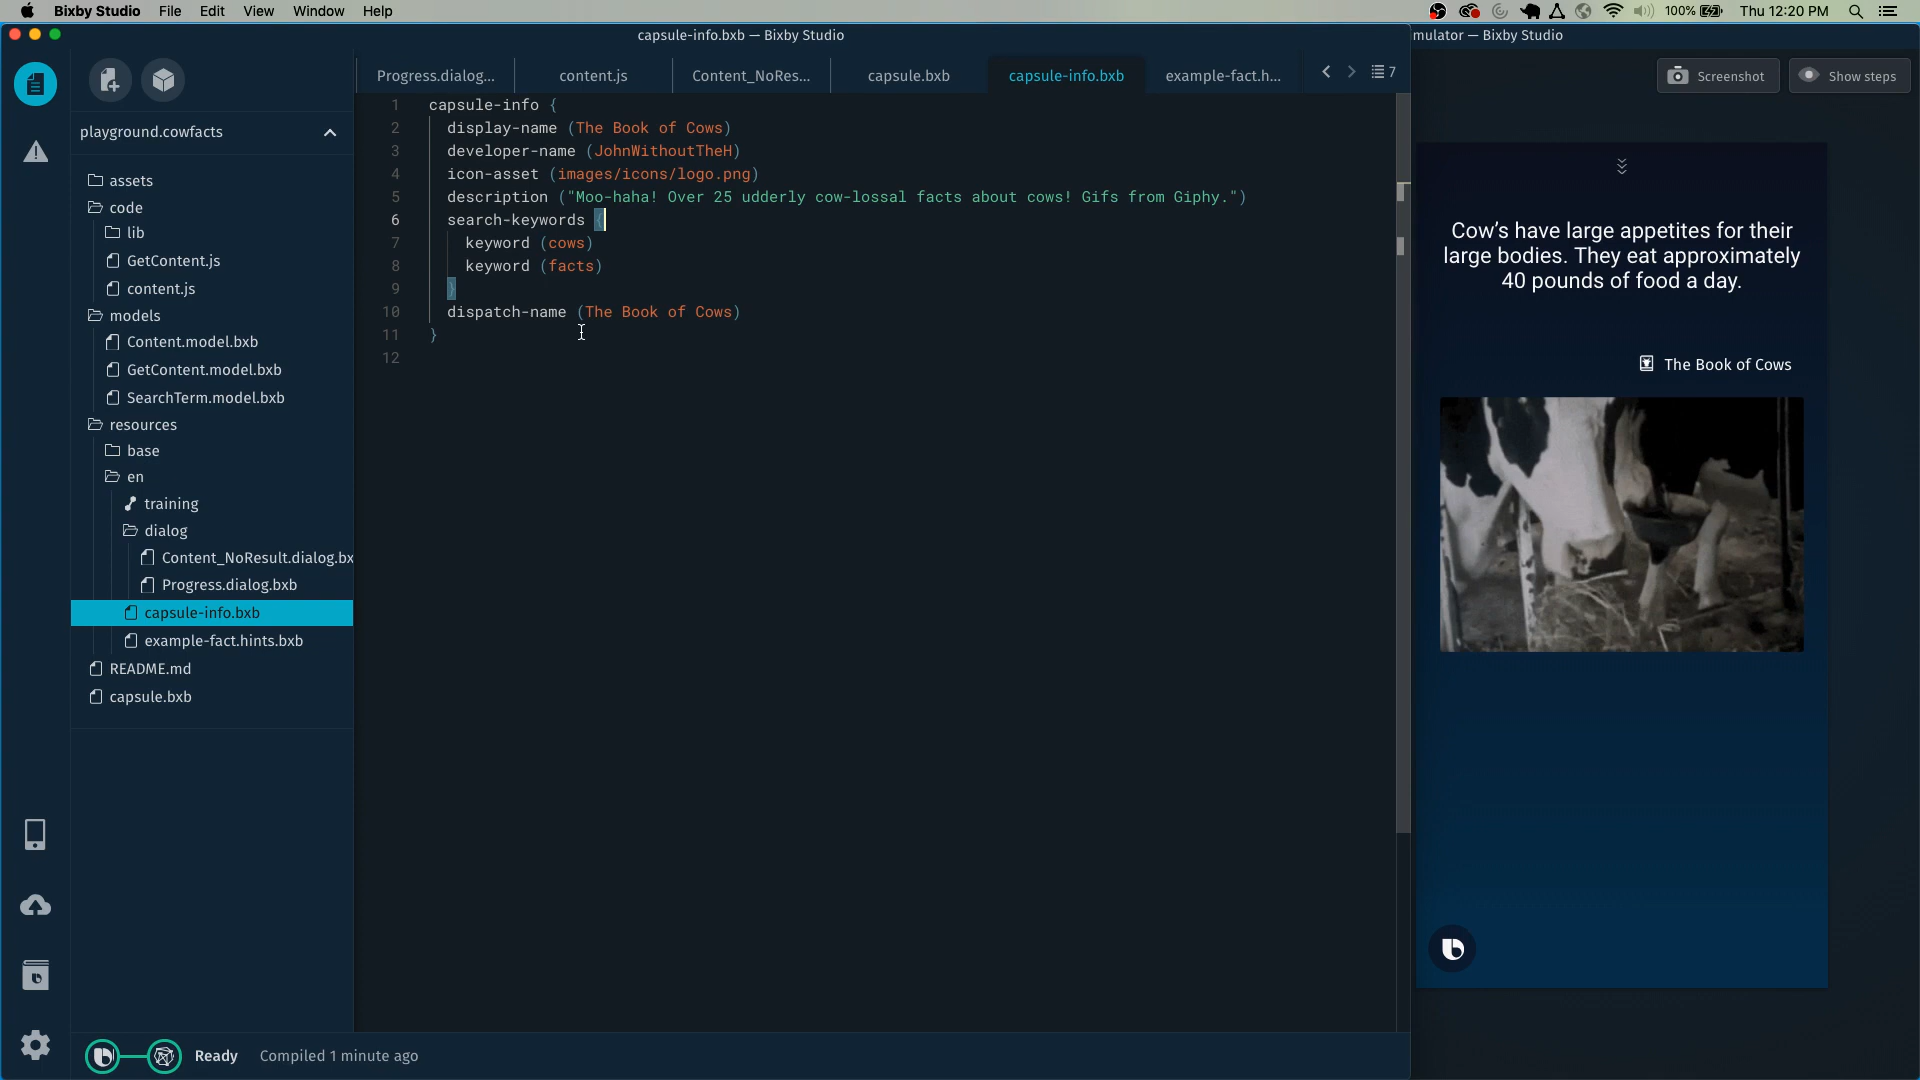 Bixby Studio File Edit View Window Help
100% Thu 12:20 PM
capsule-info.bxb — Bixby Studio
mulator — Bixby Studio
Screenshot
Show steps
playground.cowfacts
assets
code
lib
GetContent.js
content.js
models
Content.model.bxb
GetContent.model.bxb
SearchTerm.model.bxb
resources
base
en
training
dialog
Content_NoResult.dialog.bx
Progress.dialog.bxb
capsule-info.bxb
example-fact.hints.bxb
README.md
capsule.bxb
Progress.dialog...
content.js
Content_NoRes...
capsule.bxb
capsule-info.bxb
example-fact.h...
7
1 capsule-info {
2 display-name (The Book of Cows)
3 developer-name (JohnWithoutTheH)
4 icon-asset (images/icons/logo.png)
5 description ("Moo-haha! Over 25 udderly cow-lossal facts about cows! Gifs from Giphy.")
6 search-keywords {
7 keyword (cows)
8 keyword (facts)
9 }
10 dispatch-name (The Book of Cows)
11 }
12
Cow’s have large appetites for their
large bodies. They eat approximately
40 pounds of food a day.
The Book of Cows
Ready Compiled 1 minute ago